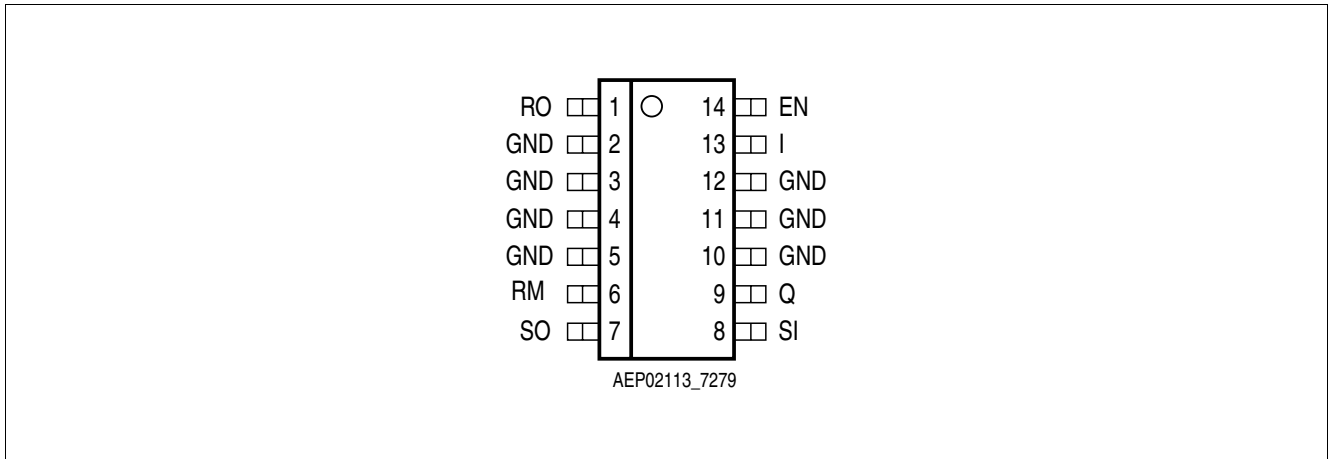 RO 1 14 EN
GND 2 13 I
GND 3 12 GND
GND 4 11 GND
GND 5 10 GND
RM 6 9 Q
SO 7 8 SI
AEP02113_7279